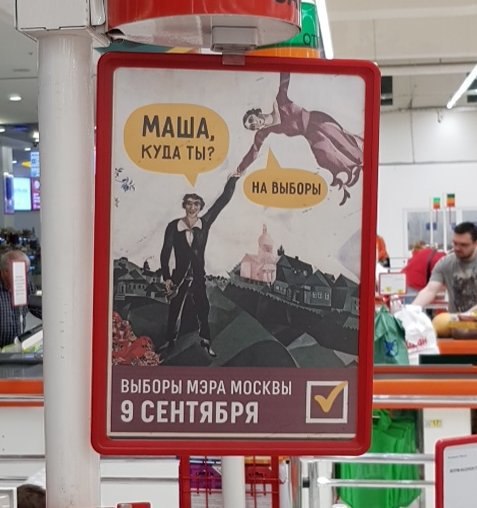 МАША,
КУДА ТЫ?
НА ВЫБОРЫ
ВЫБОРЫ МЭРА МОСКВЫ
9 СЕНТЯБРЯ